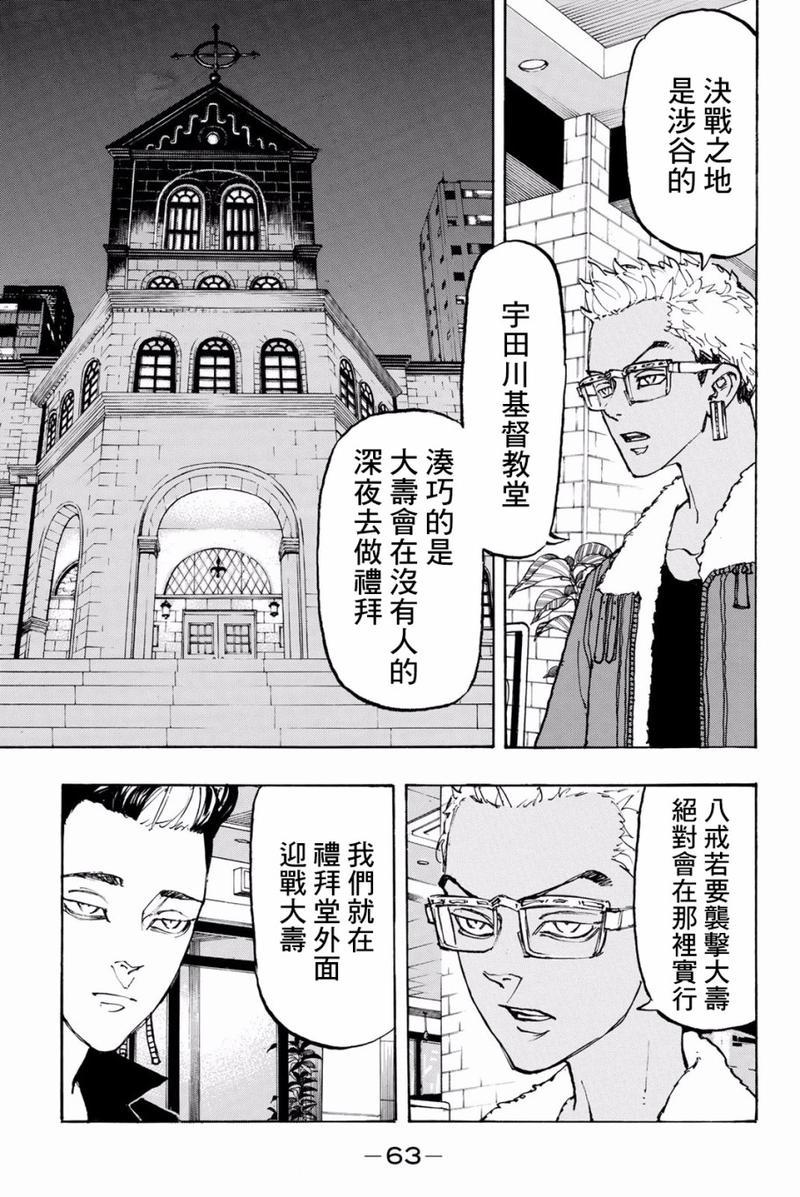 決戰之地
是涉谷的
宇田川基督教堂
湊巧的是
大壽會在沒有人的
深夜去做禮拜
八戒若要襲擊大壽
絕對會在那裡實行
我們就在
禮拜堂外面
迎戰大壽
—63—